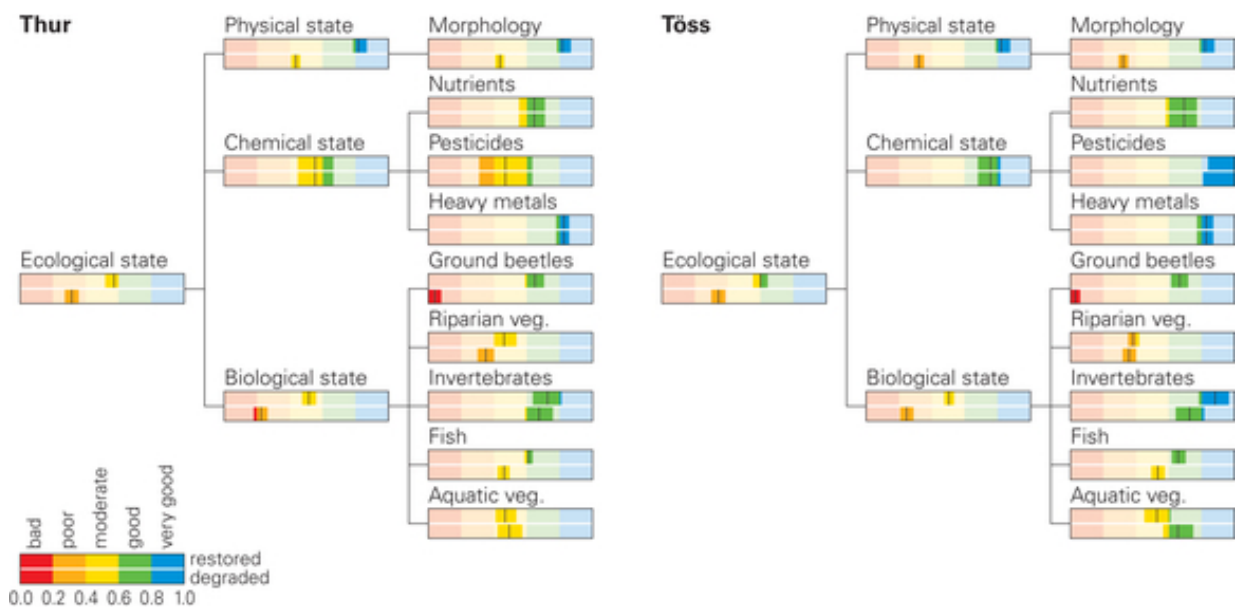 Thur
Physical state
Morphology
Nutrients
Chemical state
Pesticides
Heavy metals
Ecological state
Ground beetles
Riparian veg.
Biological state
Invertebrates
Fish
Aquatic veg.
bad
poor
moderate
good
very good
restored
degraded
0.0 0.2 0.4 0.6 0.8 1.0
Töss
Physical state
Morphology
Nutrients
Chemical state
Pesticides
Heavy metals
Ecological state
Ground beetles
Riparian veg.
Biological state
Invertebrates
Fish
Aquatic veg.